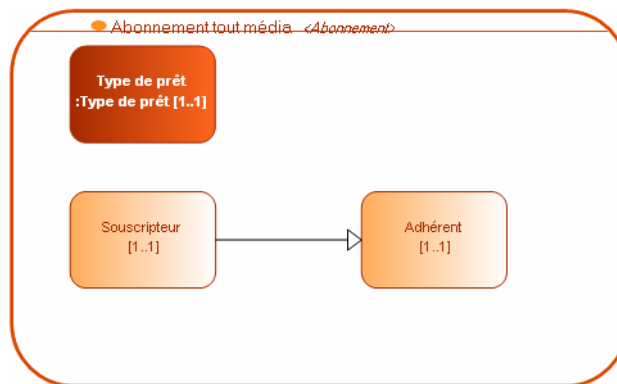 Abonnement tout média <Abonnement>
Type de prêt
:Type de prêt [1..1]
Souscripteur
[1..1]
Adhérent
[1..1]